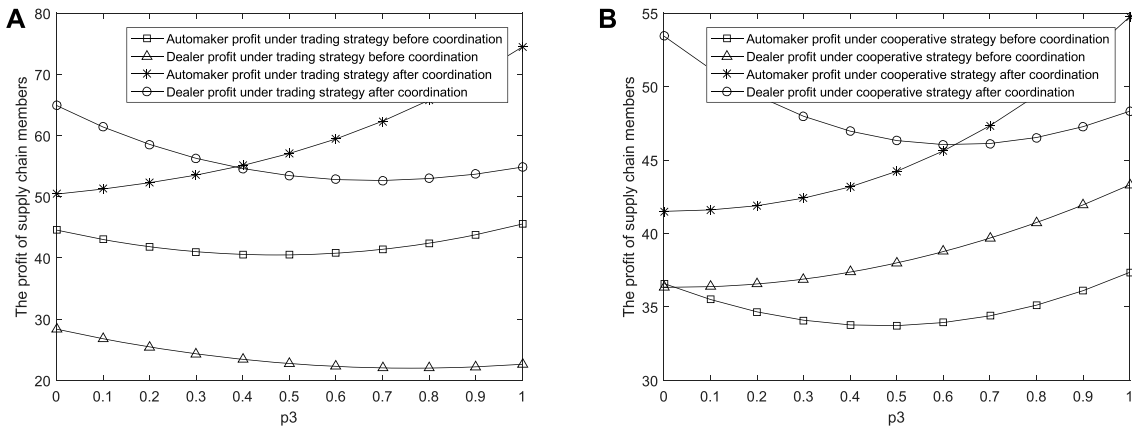 A
The profit of supply chain members
80
70
60
50
40
30
20
Automaker profit under trading strategy before coordination
Dealer profit under trading strategy before coordination
Automaker profit under trading strategy after coordination
Dealer profit under trading strategy after coordination
0 0.1 0.2 0.3 0.4 0.5 0.6 0.7 0.8 0.9 1
p3
B
The profit of supply chain members
55
50
45
40
35
30
Automaker profit under cooperative strategy before coordination
Dealer profit under cooperative strategy before coordination
Automaker profit under cooperative strategy after coordination
Dealer profit under cooperative strategy after coordination
0 0.1 0.2 0.3 0.4 0.5 0.6 0.7 0.8 0.9 1
p3